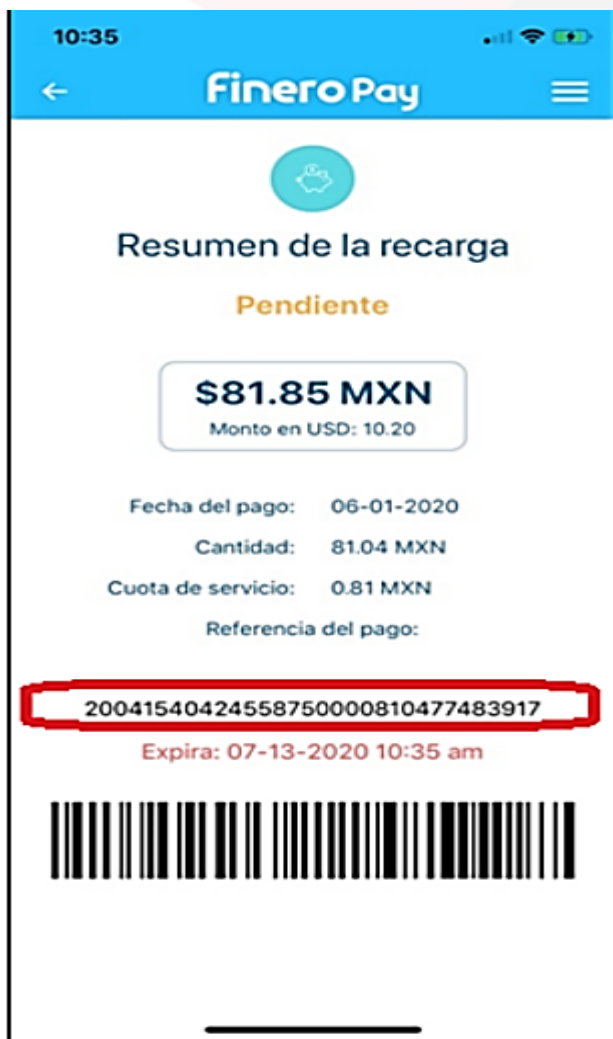 10:35
Finero Pay
Resumen de la recarga
Pendiente
$81.85 MXN
Monto en USD: 10.20
Fecha del pago: 06-01-2020
Cantidad: 81.04 MXN
Cuota de servicio: 0.81 MXN
Referencia del pago:
200415404245587500008104774839​17
Expira: 07-13-2020 10:35 am